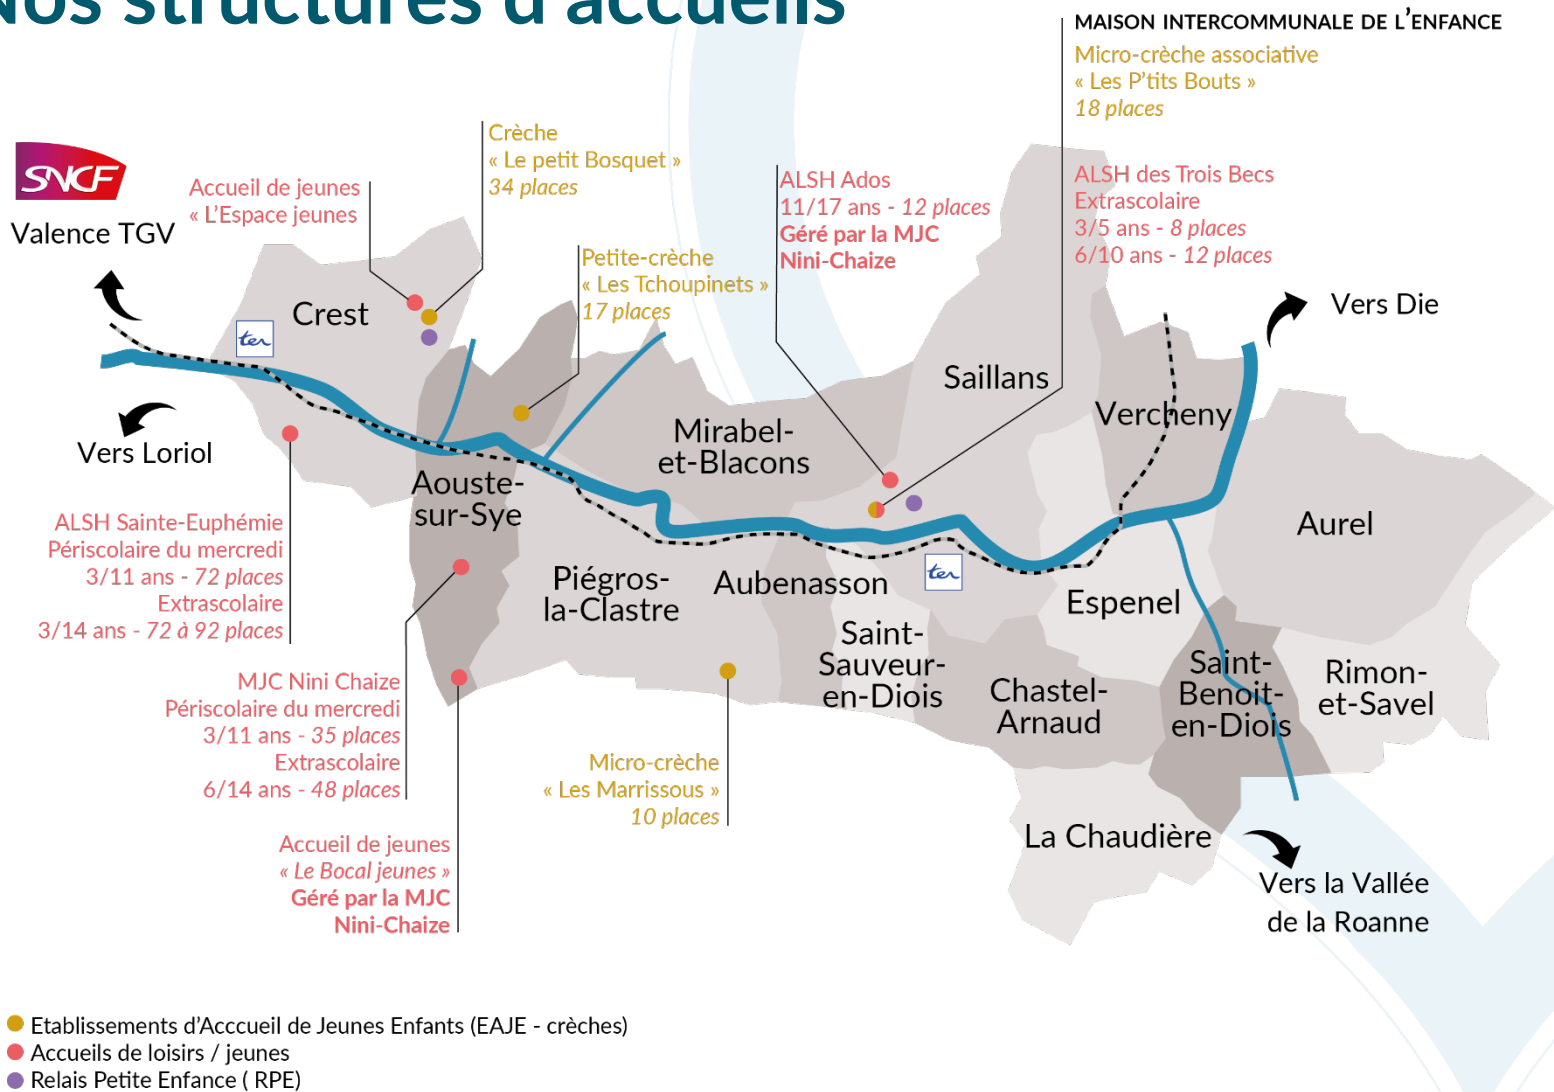 Nos structures d'accueils
MAISON INTERCOMMUNALE DE L'ENFANCE
Micro-crèche associative
« Les P'tits Bouts »
18 places
ALSH des Trois Becs
Extrascolaire
3/5 ans - 8 places
6/10 ans - 12 places
Crèche
« Le petit Bosquet »
34 places
SNCF
Valence TGV
Accueil de jeunes
« L'Espace jeunes
ALSH Ados
11/17 ans - 12 places
Géré par la MJC
Nini-Chaize
Petite-crèche
« Les Tchoupinets »
17 places
Vers Die
Crest
ter
Saillans
Vercheny
Mirabel-
et-Blacons
Vers Loriol
Aouste-
sur-Sye
Aurel
ALSH Sainte-Euphémie
Périscolaire du mercredi
3/11 ans - 72 places
Extrascolaire
3/14 ans - 72 à 92 places
Piégros-
la-Clastre
Aubenasson
ter
Espenel
Saint-
Sauveur-
en-Diois
Chastel-
Arnaud
Saint-
Benoit-
en-Diois
Rimon-
et-Savel
MJC Nini Chaize
Périscolaire du mercredi
3/11 ans - 35 places
Extrascolaire
6/14 ans - 48 places
Micro-crèche
« Les Marrissous »
10 places
La Chaudière
Accueil de jeunes
« Le Bocal jeunes »
Géré par la MJC
Nini-Chaize
Vers la Vallée
de la Roanne
Etablissements d'Acccueil de Jeunes Enfants (EAJE - crèches)
Accueils de loisirs / jeunes
Relais Petite Enfance ( RPE)